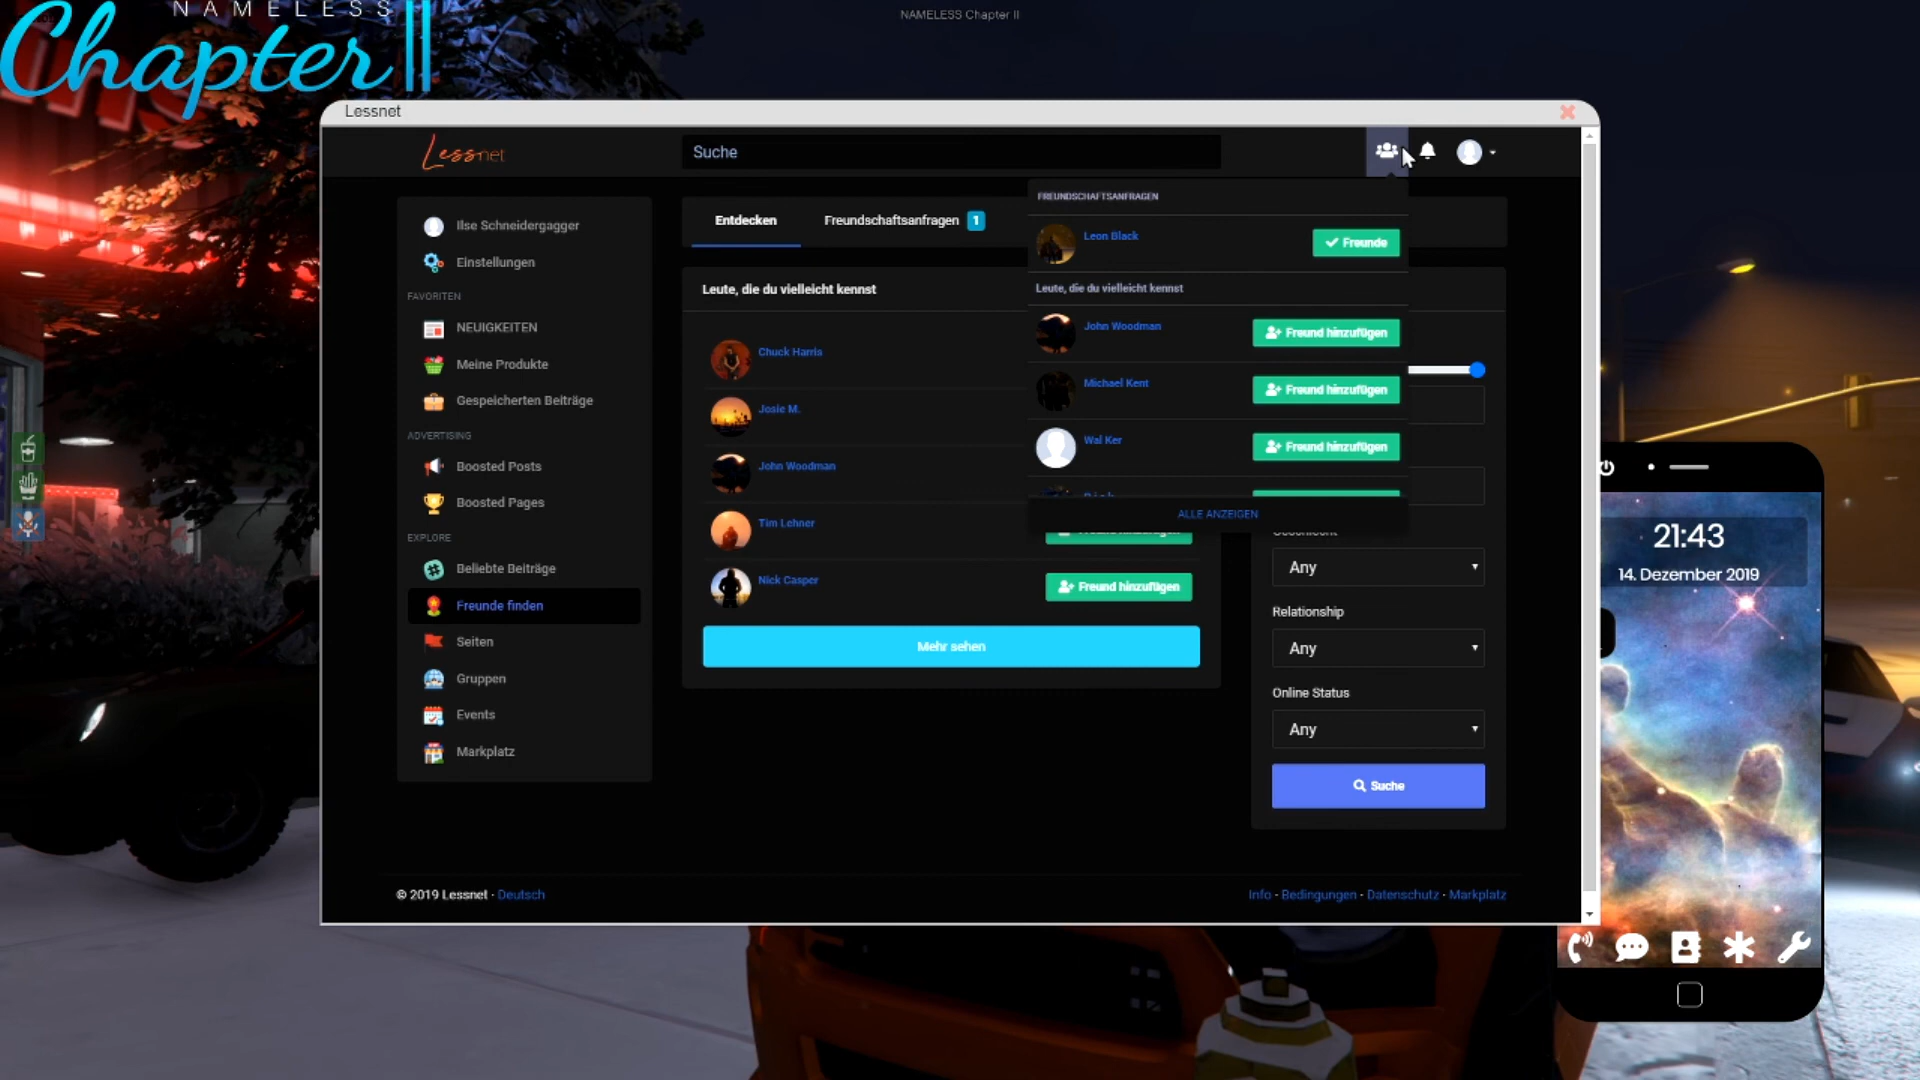 NAMELESS
Chapter II
NAMELESS Chapter II
Lessnet
Lessnet
Suche
Ilse Schneidergagger
Einstellungen
FAVORITEN
NEUIGKEITEN
Meine Produkte
Gespeicherten Beiträge
ADVERTISING
Boosted Posts
Boosted Pages
EXPLORE
Beliebte Beiträge
Freunde finden
Seiten
Gruppen
Events
Markplatz
Entdecken
Freundschaftsanfragen 1
Leute, die du vielleicht kennst
Chuck Harris
Josie M.
John Woodman
Tim Lehner
Nick Casper
Freund hinzufügen
Mehr sehen
FREUNDSCHAFTSANFRAGEN
Leon Black
Freunde
Leute, die du vielleicht kennst
John Woodman
Freund hinzufügen
Michael Kent
Freund hinzufügen
Wal Ker
Freund hinzufügen
ALLE ANZEIGEN
Any
Relationship
Any
Online Status
Any
Suche
© 2019 Lessnet · Deutsch
Info · Bedingungen · Datenschutz · Markplatz
21:43
14. Dezember 2019